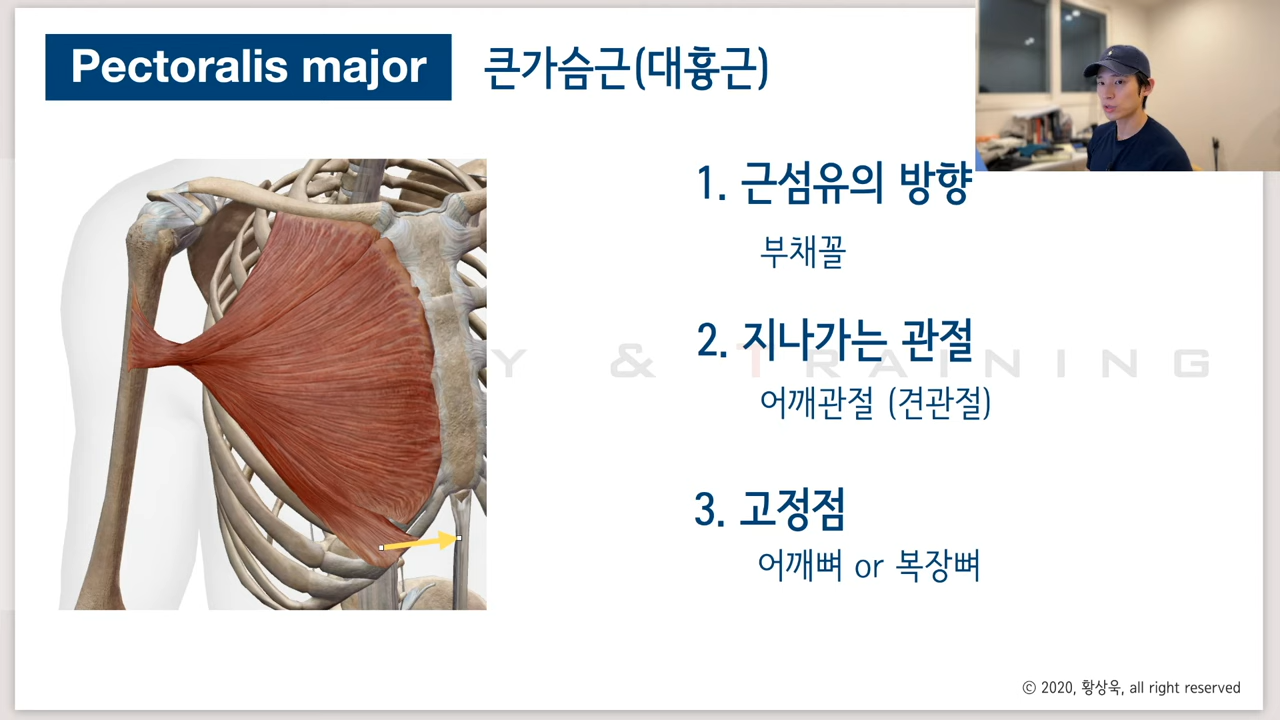 Pectoralis major 큰가슴근(대흉근)
1. 근섬유의 방향
부채꼴
2. 지나가는 관절
어깨관절 (견관절)
3. 고정점
어깨뼈 or 복장뼈
Y & TRAINING
© 2020, 황상욱, all right reserved